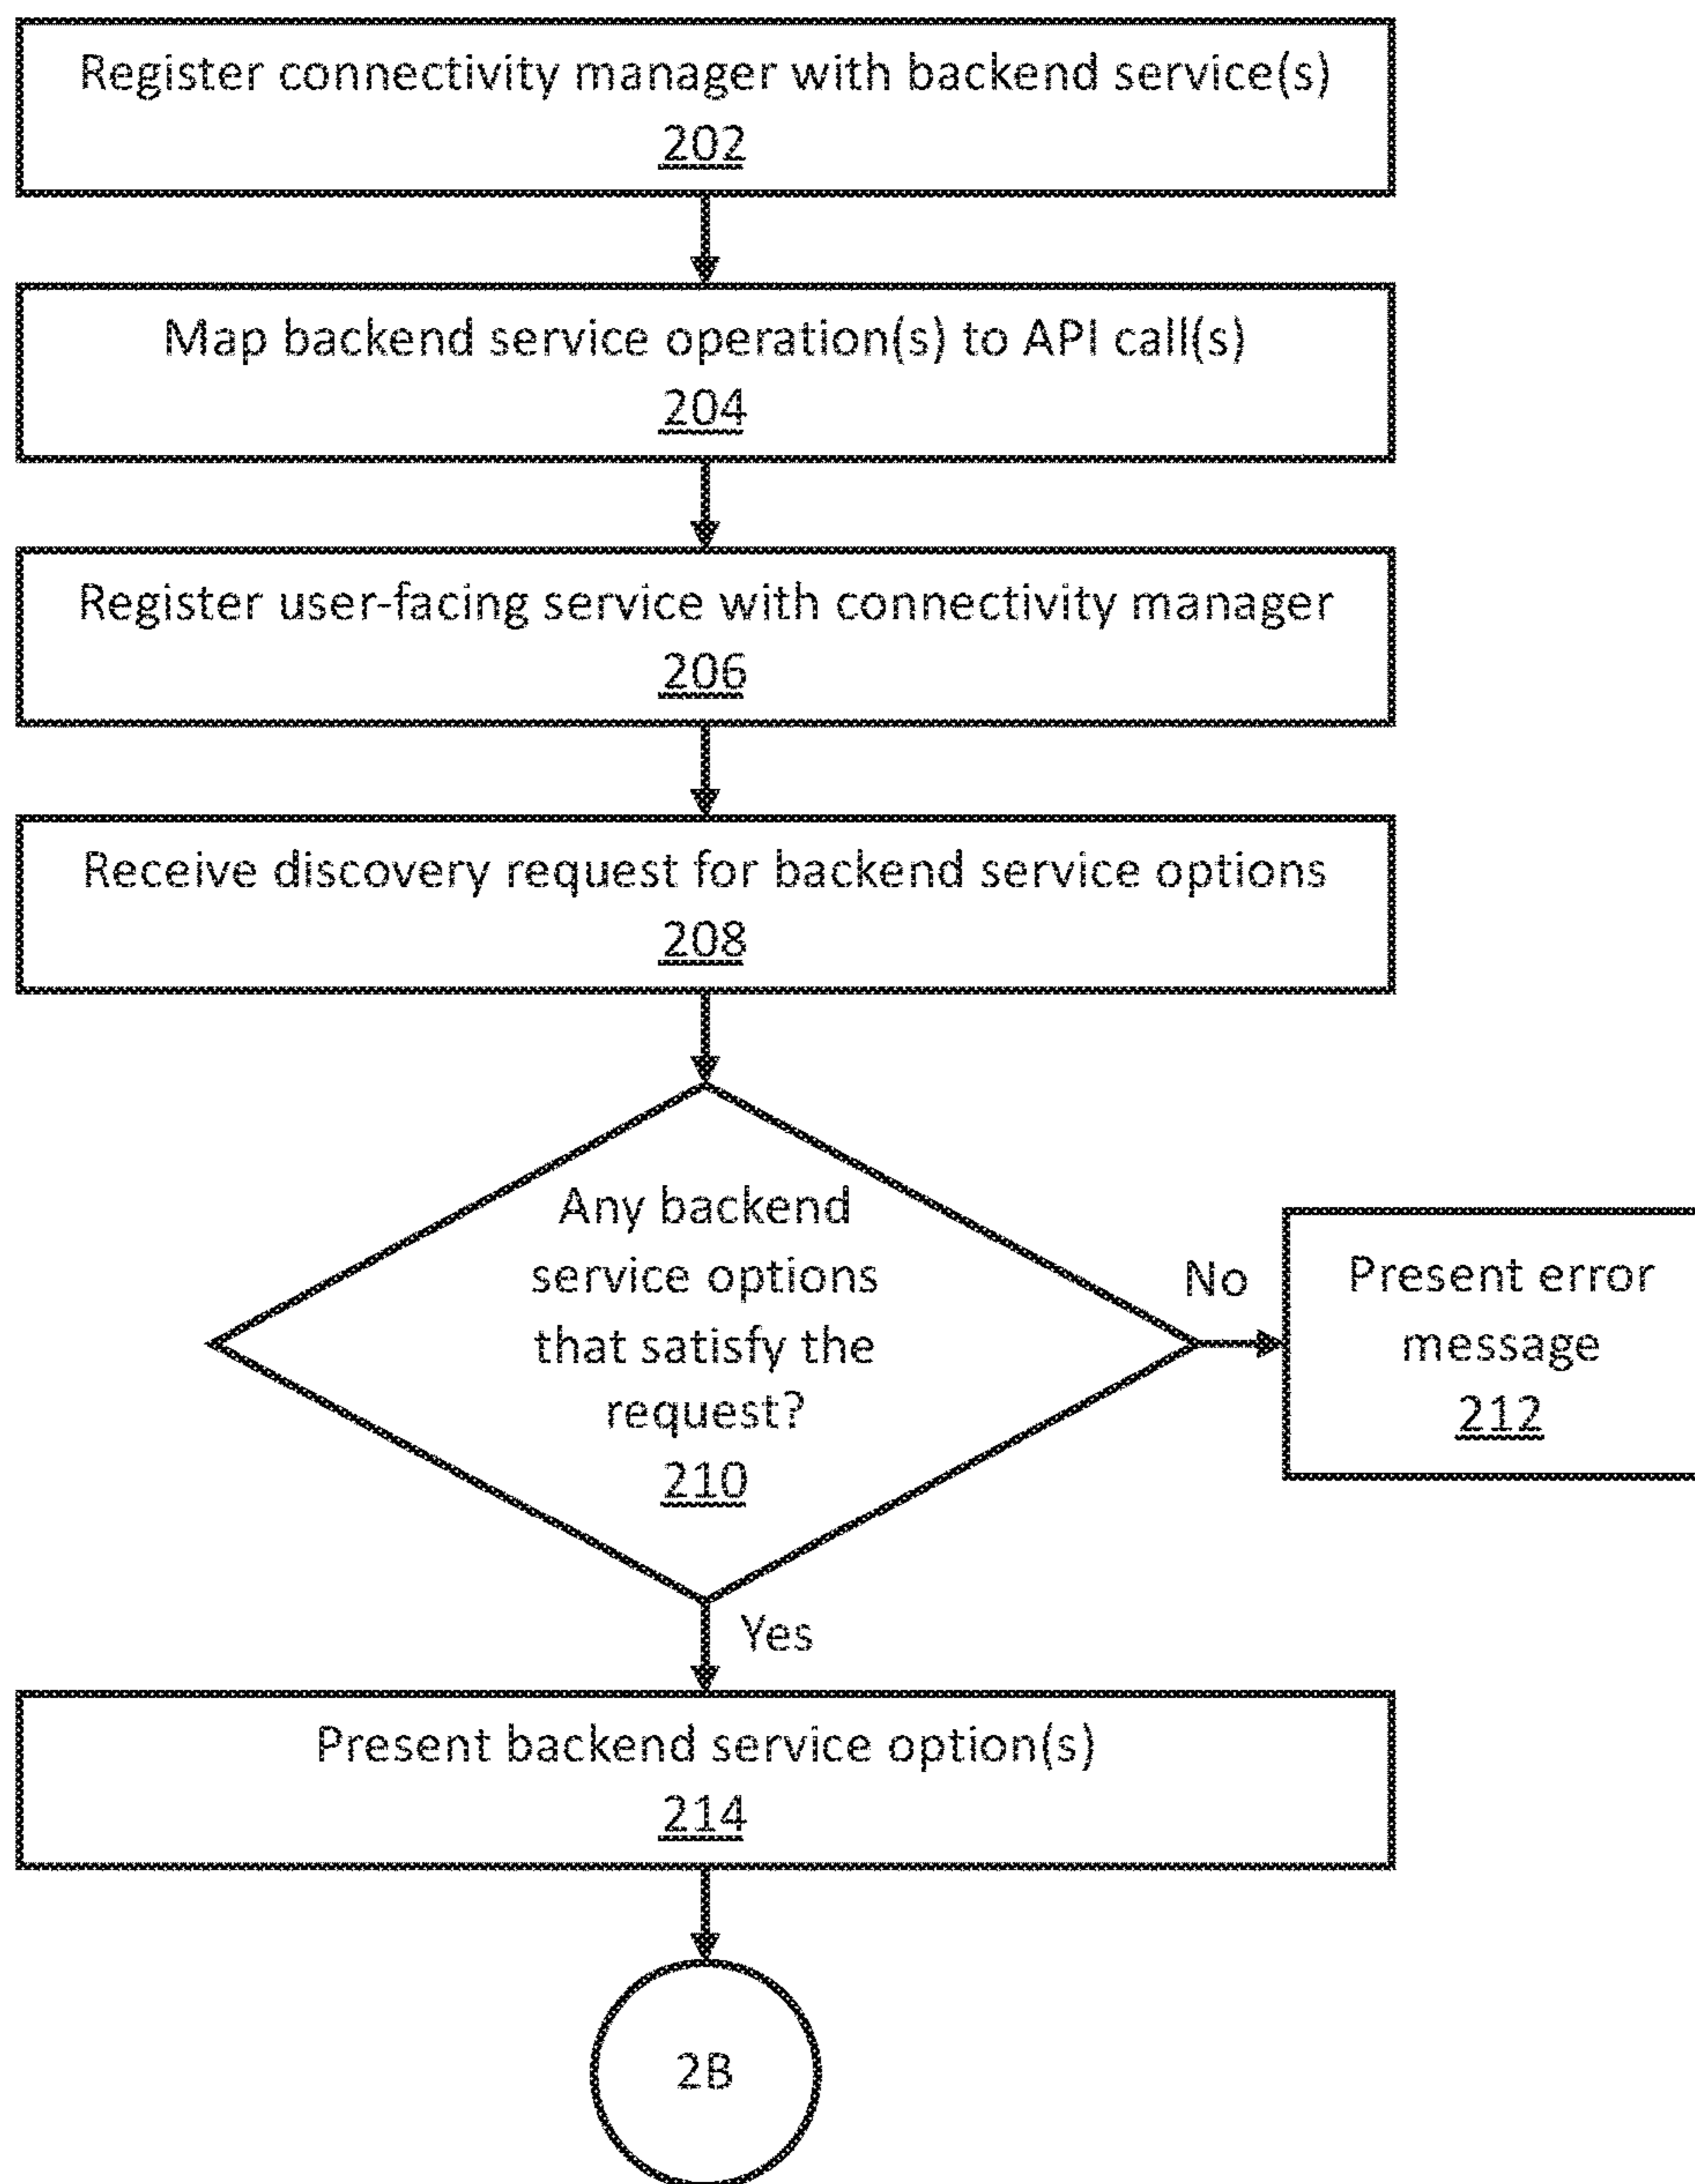 Register connectivity manager with backend service(s)
202
Map backend service operation(s) to API call(s)
204
Register user-facing service with connectivity manager
206
Receive discovery request for backend service options
208
Any backend
service options
that satisfy the
request?
210
No
Present error
message
212
Yes
Present backend service option(s)
214
2B